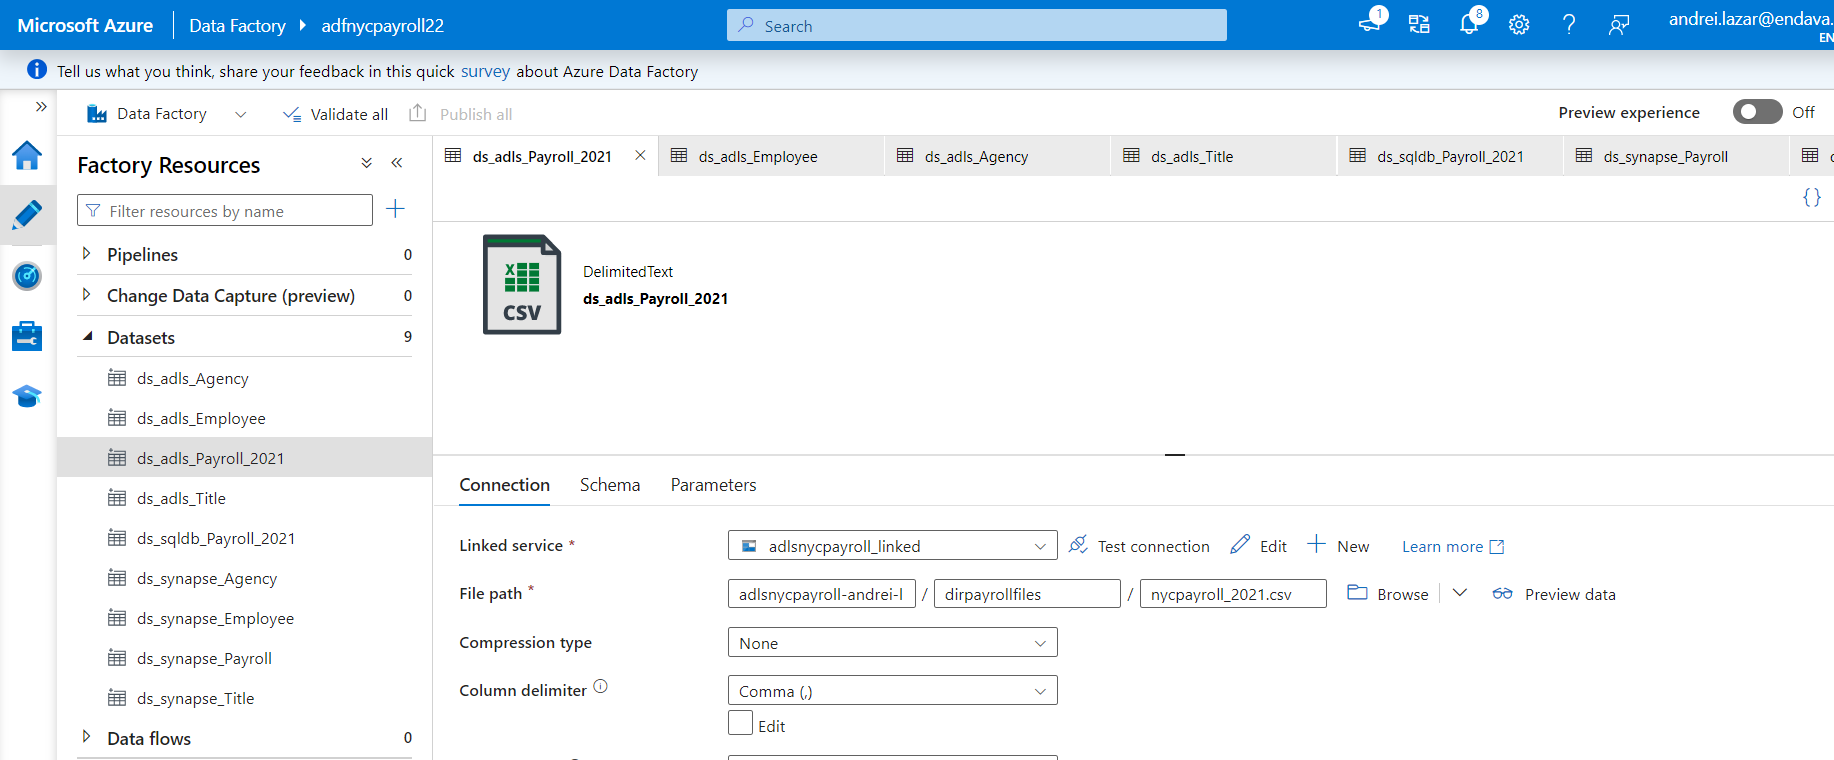 Microsoft Azure Data Factory adfnycpayroll22 Search 1 8 andrei.lazar@endava.
EN
Tell us what you think, share your feedback in this quick survey about Azure Data Factory
Data Factory Validate all Publish all Preview experience Off
Factory Resources
Filter resources by name
Pipelines 0
Change Data Capture (preview) 0
Datasets 9
ds_adls_Agency
ds_adls_Employee
ds_adls_Payroll_2021
ds_adls_Title
ds_sqldb_Payroll_2021
ds_synapse_Agency
ds_synapse_Employee
ds_synapse_Payroll
ds_synapse_Title
Data flows 0
ds_adls_Payroll_2021 ds_adls_Employee ds_adls_Agency ds_adls_Title ds_sqldb_Payroll_2021 ds_synapse_Payroll
{}
X
CSV
DelimitedText
ds_adls_Payroll_2021
Connection Schema Parameters
Linked service * adlsnycpayroll_linked Test connection Edit New Learn more
File path * adlsnycpayroll-andrei-l / dirpayrollfiles / nycpayroll_2021.csv Browse Preview data
Compression type None
Column delimiter Comma (,)
Edit